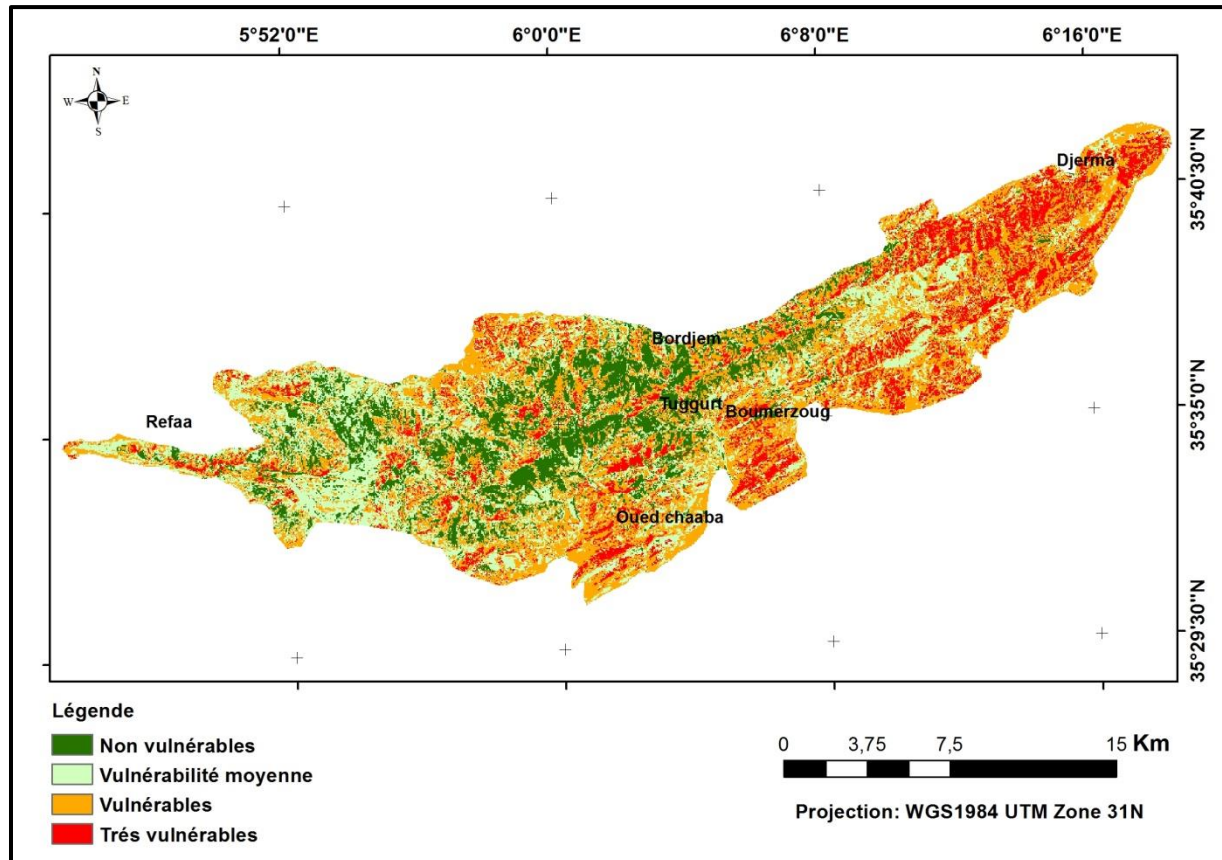 5°52'0"E 6°0'0"E 6°8'0"E 6°16'0"E
N
W E
S
35°40'30"N
Djerma
Bordjem
35°35'0"N
Tuggurt Boumerzoug
Refaa
Oued chaaba
35°29'30"N
Légende
Non vulnérables
Vulnérabilité moyenne
Vulnérables
Trés vulnérables
0 3,75 7,5 15 Km
Projection: WGS1984 UTM Zone 31N